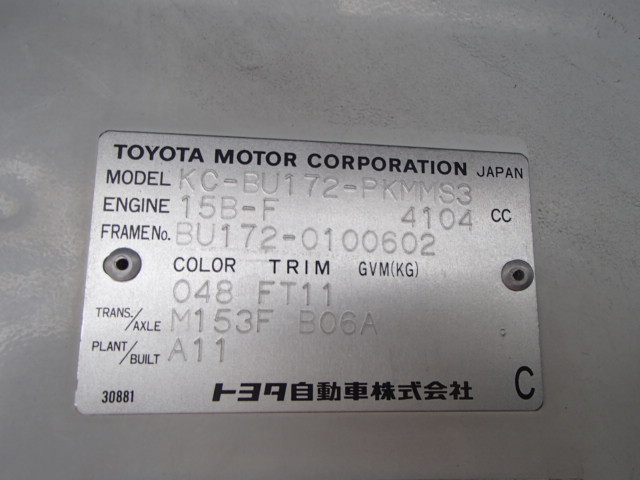 TOYOTA MOTOR CORPORATION JAPAN
MODEL KC-BU172-PKMMS3
ENGINE 15B-F 4104 CC
FRAME No. BU172-0100602
COLOR TRIM GVM(KG)
048 FT11
TRANS./AXLE M153F B06A
PLANT/BUILT A11
30881 トヨタ自動車株式会社 C